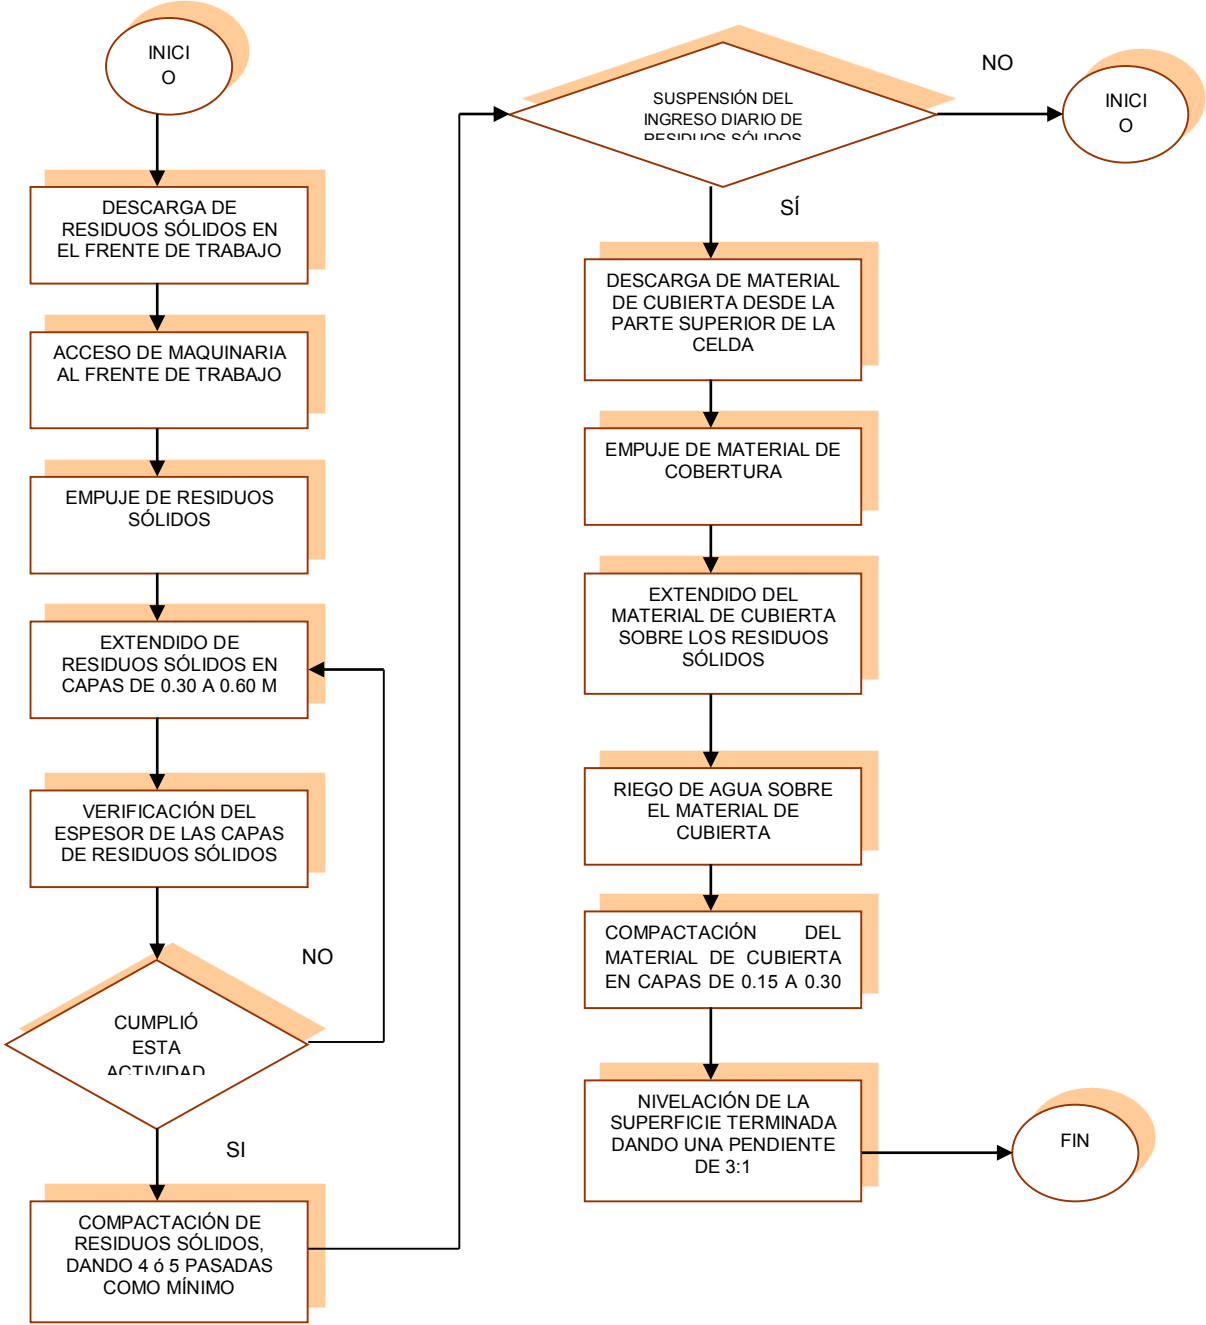 INICI
O
DESCARGA DE
RESIDUOS SÓLIDOS EN
EL FRENTE DE TRABAJO
ACCESO DE MAQUINARIA
AL FRENTE DE TRABAJO
EMPUJE DE RESIDUOS
SÓLIDOS
EXTENDIDO DE
RESIDUOS SÓLIDOS EN
CAPAS DE 0.30 A 0.60 M
VERIFICACIÓN DEL
ESPESOR DE LAS CAPAS
DE RESIDUOS SÓLIDOS
NO
CUMPLIÓ
ESTA
ACTIVIDAD
SI
COMPACTACIÓN DE
RESIDUOS SÓLIDOS,
DANDO 4 ó 5 PASADAS
COMO MÍNIMO
SUSPENSIÓN DEL
INGRESO DIARIO DE
RESIDUOS SÓLIDOS
NO
INICI
O
SÍ
DESCARGA DE MATERIAL
DE CUBIERTA DESDE LA
PARTE SUPERIOR DE LA
CELDA
EMPUJE DE MATERIAL DE
COBERTURA
EXTENDIDO DEL
MATERIAL DE CUBIERTA
SOBRE LOS RESIDUOS
SÓLIDOS
RIEGO DE AGUA SOBRE
EL MATERIAL DE
CUBIERTA
COMPACTACIÓN DEL
MATERIAL DE CUBIERTA
EN CAPAS DE 0.15 A 0.30
NIVELACIÓN DE LA
SUPERFICIE TERMINADA
DANDO UNA PENDIENTE
DE 3:1
FIN